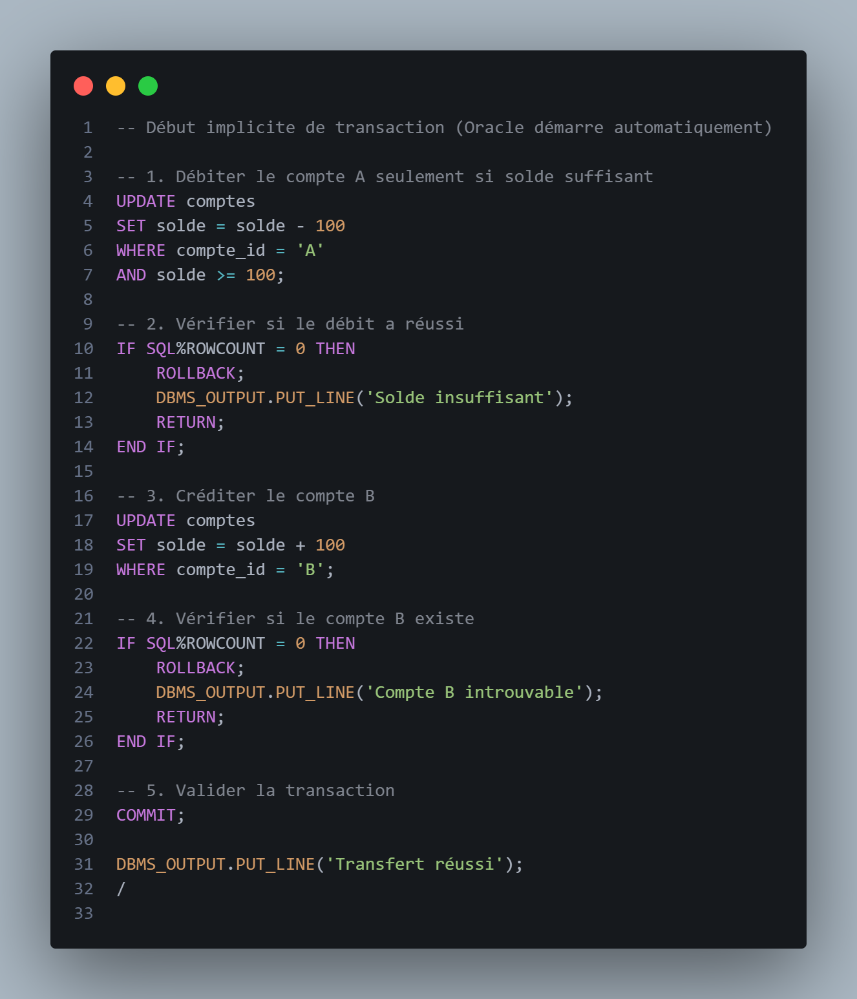 1 -- Début implicite de transaction (Oracle démarre automatiquement)
2
3 -- 1. Débiter le compte A seulement si solde suffisant
4 UPDATE comptes
5 SET solde = solde - 100
6 WHERE compte_id = 'A'
7 AND solde >= 100;
8
9 -- 2. Vérifier si le débit a réussi
10 IF SQL%ROWCOUNT = 0 THEN
11     ROLLBACK;
12     DBMS_OUTPUT.PUT_LINE('Solde insuffisant');
13     RETURN;
14 END IF;
15
16 -- 3. Créditer le compte B
17 UPDATE comptes
18 SET solde = solde + 100
19 WHERE compte_id = 'B';
20
21 -- 4. Vérifier si le compte B existe
22 IF SQL%ROWCOUNT = 0 THEN
23     ROLLBACK;
24     DBMS_OUTPUT.PUT_LINE('Compte B introuvable');
25     RETURN;
26 END IF;
27
28 -- 5. Valider la transaction
29 COMMIT;
30
31 DBMS_OUTPUT.PUT_LINE('Transfert réussi');
32 /
33